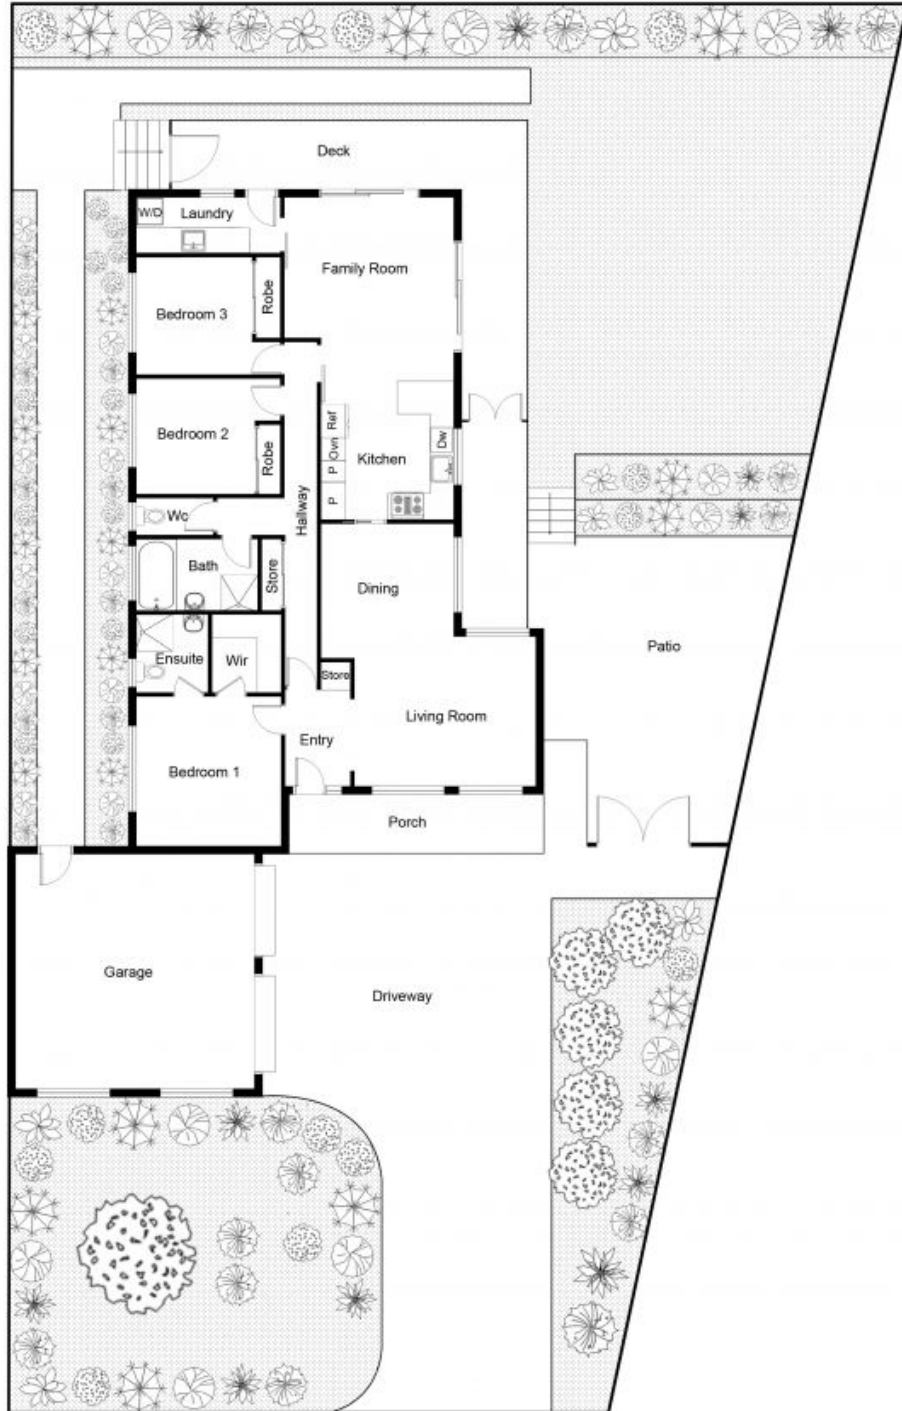 Deck
W/D
Laundry
Family Room
Bedroom 3
Robe
Bedroom 2
Robe
Ref
Ovn
P
P
Kitchen
Dw
Hallway
Wc
Bath
Store
Dining
Ensuite
Wir
Store
Patio
Living Room
Entry
Bedroom 1
Porch
Garage
Driveway